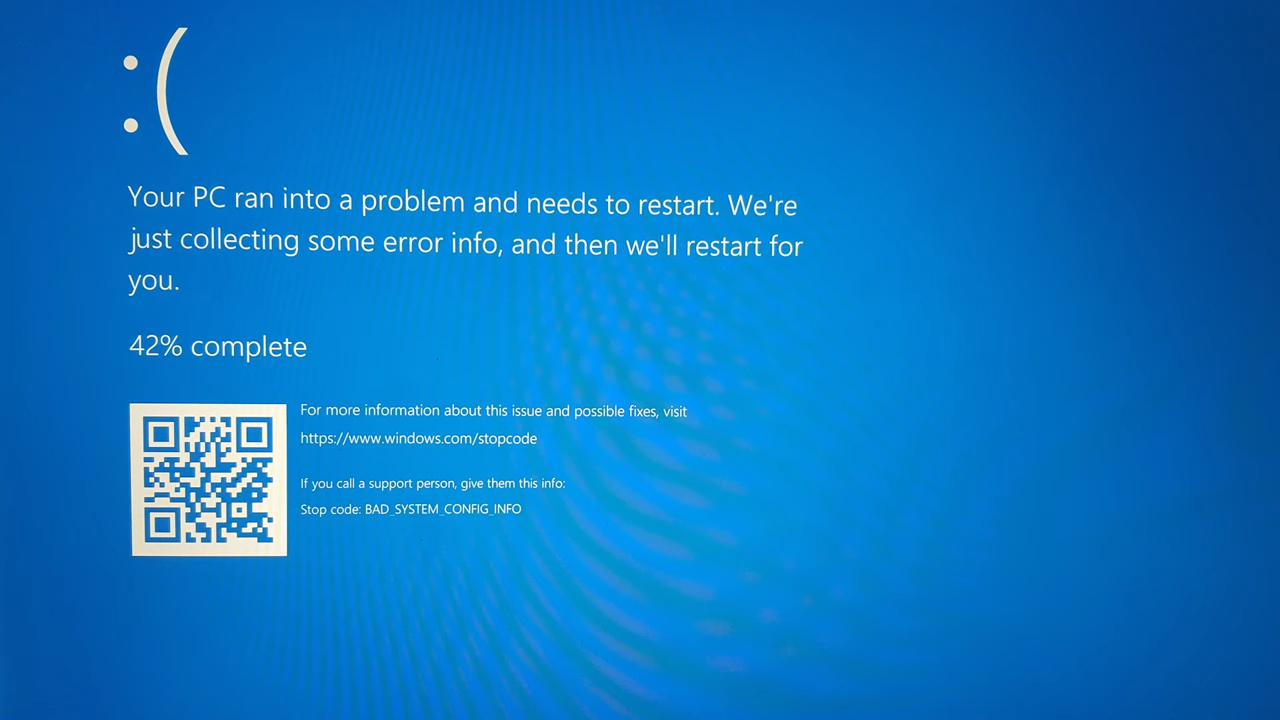 :(
Your PC ran into a problem and needs to restart. We're
just collecting some error info, and then we'll restart for
you.
42% complete
For more information about this issue and possible fixes, visit
https://www.windows.com/stopcode
If you call a support person, give them this info:
Stop code: BAD_SYSTEM_CONFIG_INFO